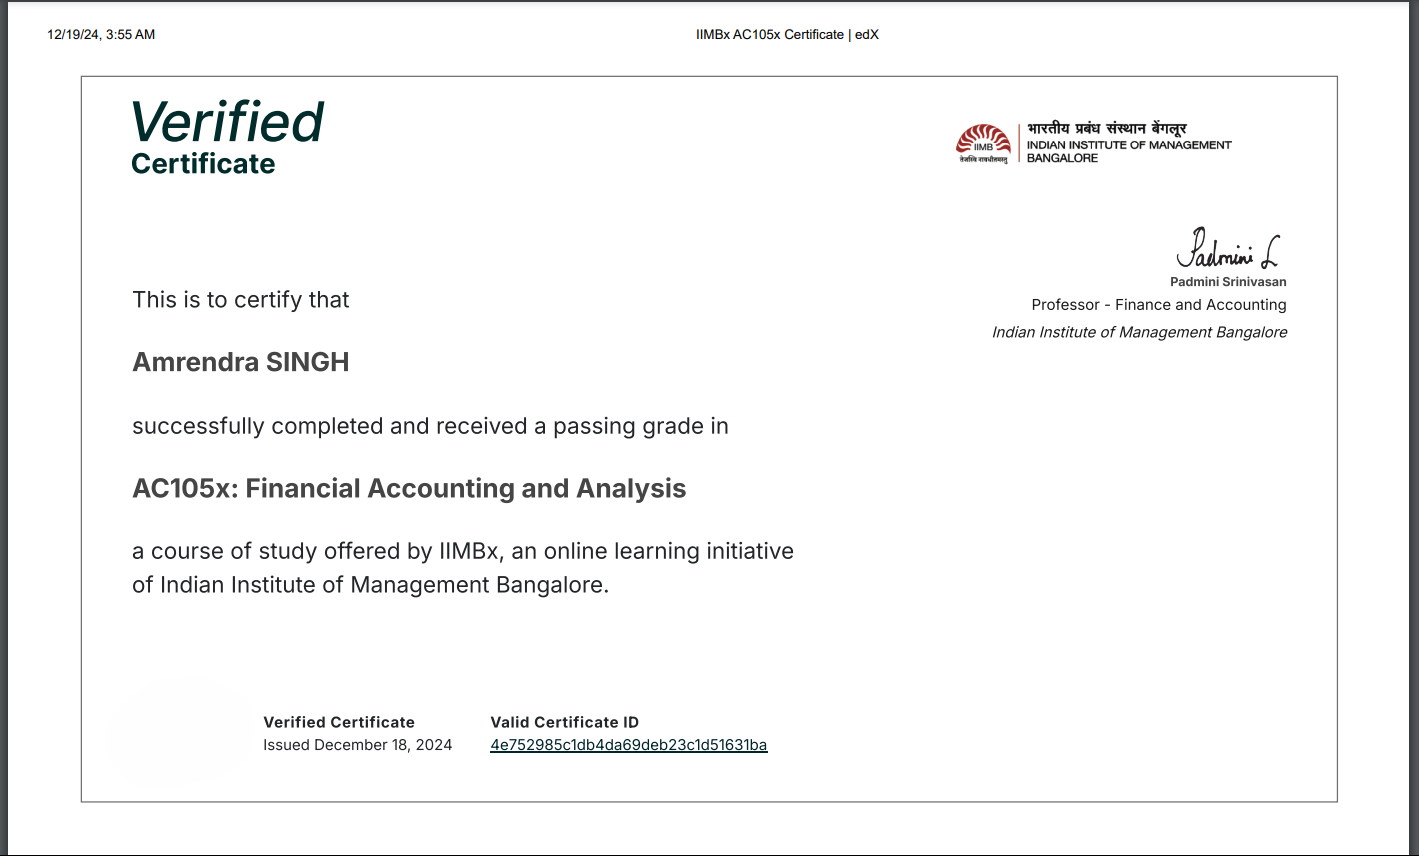 12/19/24, 3:55 AM
IIMBx AC105x Certificate | edX
Verified
Certificate
IIMB
तेजस्वि नावधीतमस्तु
भारतीय प्रबंध संस्थान बेंगलूर
INDIAN INSTITUTE OF MANAGEMENT
BANGALORE
Padmini S
Padmini Srinivasan
Professor - Finance and Accounting
Indian Institute of Management Bangalore
This is to certify that
Amrendra SINGH
successfully completed and received a passing grade in
AC105x: Financial Accounting and Analysis
a course of study offered by IIMBx, an online learning initiative
of Indian Institute of Management Bangalore.
Verified Certificate
Issued December 18, 2024
Valid Certificate ID
4e752985c1db4da69deb23c1d51631ba